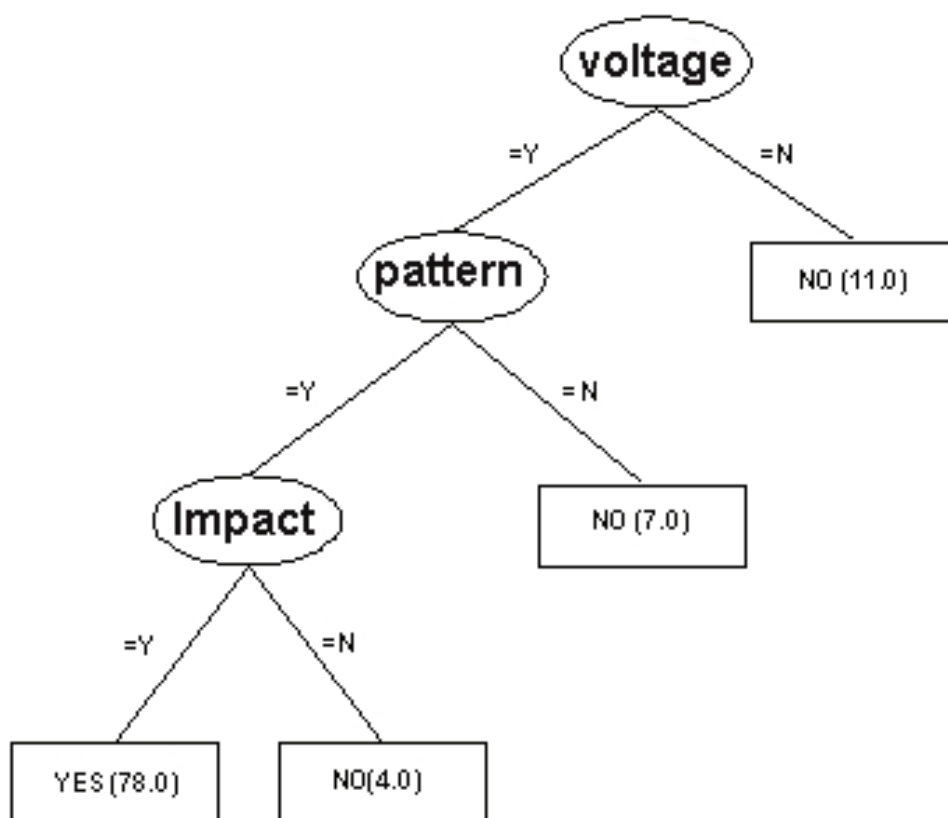 voltage
=Y
=N
pattern
NO (11.0)
=Y
=N
Impact
NO (7.0)
=Y
=N
YES (78.0)
NO(4.0)